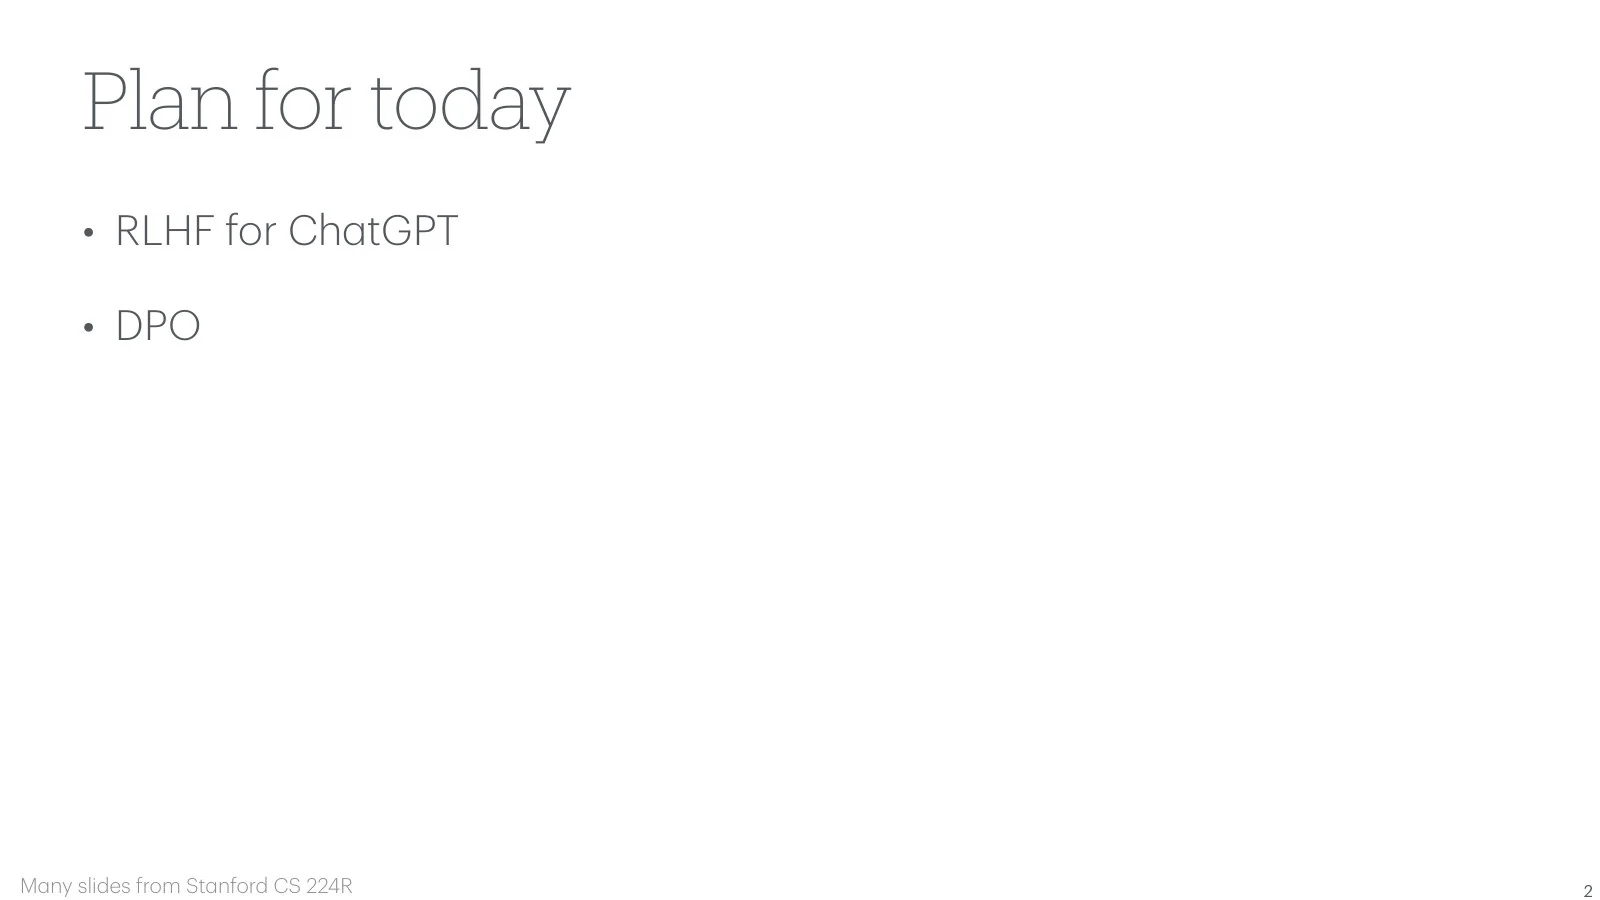 Plan for today
• RLHF for ChatGPT
• DPO
Many slides from Stanford CS 224R
2